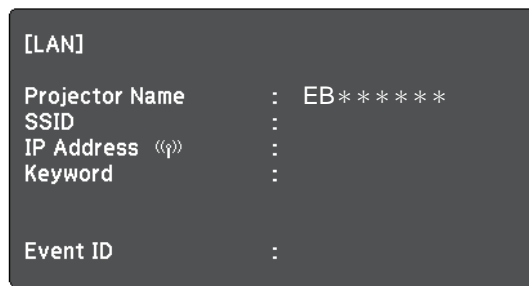 [LAN]
Projector Name : EB******
SSID :
IP Address :
Keyword :
Event ID :